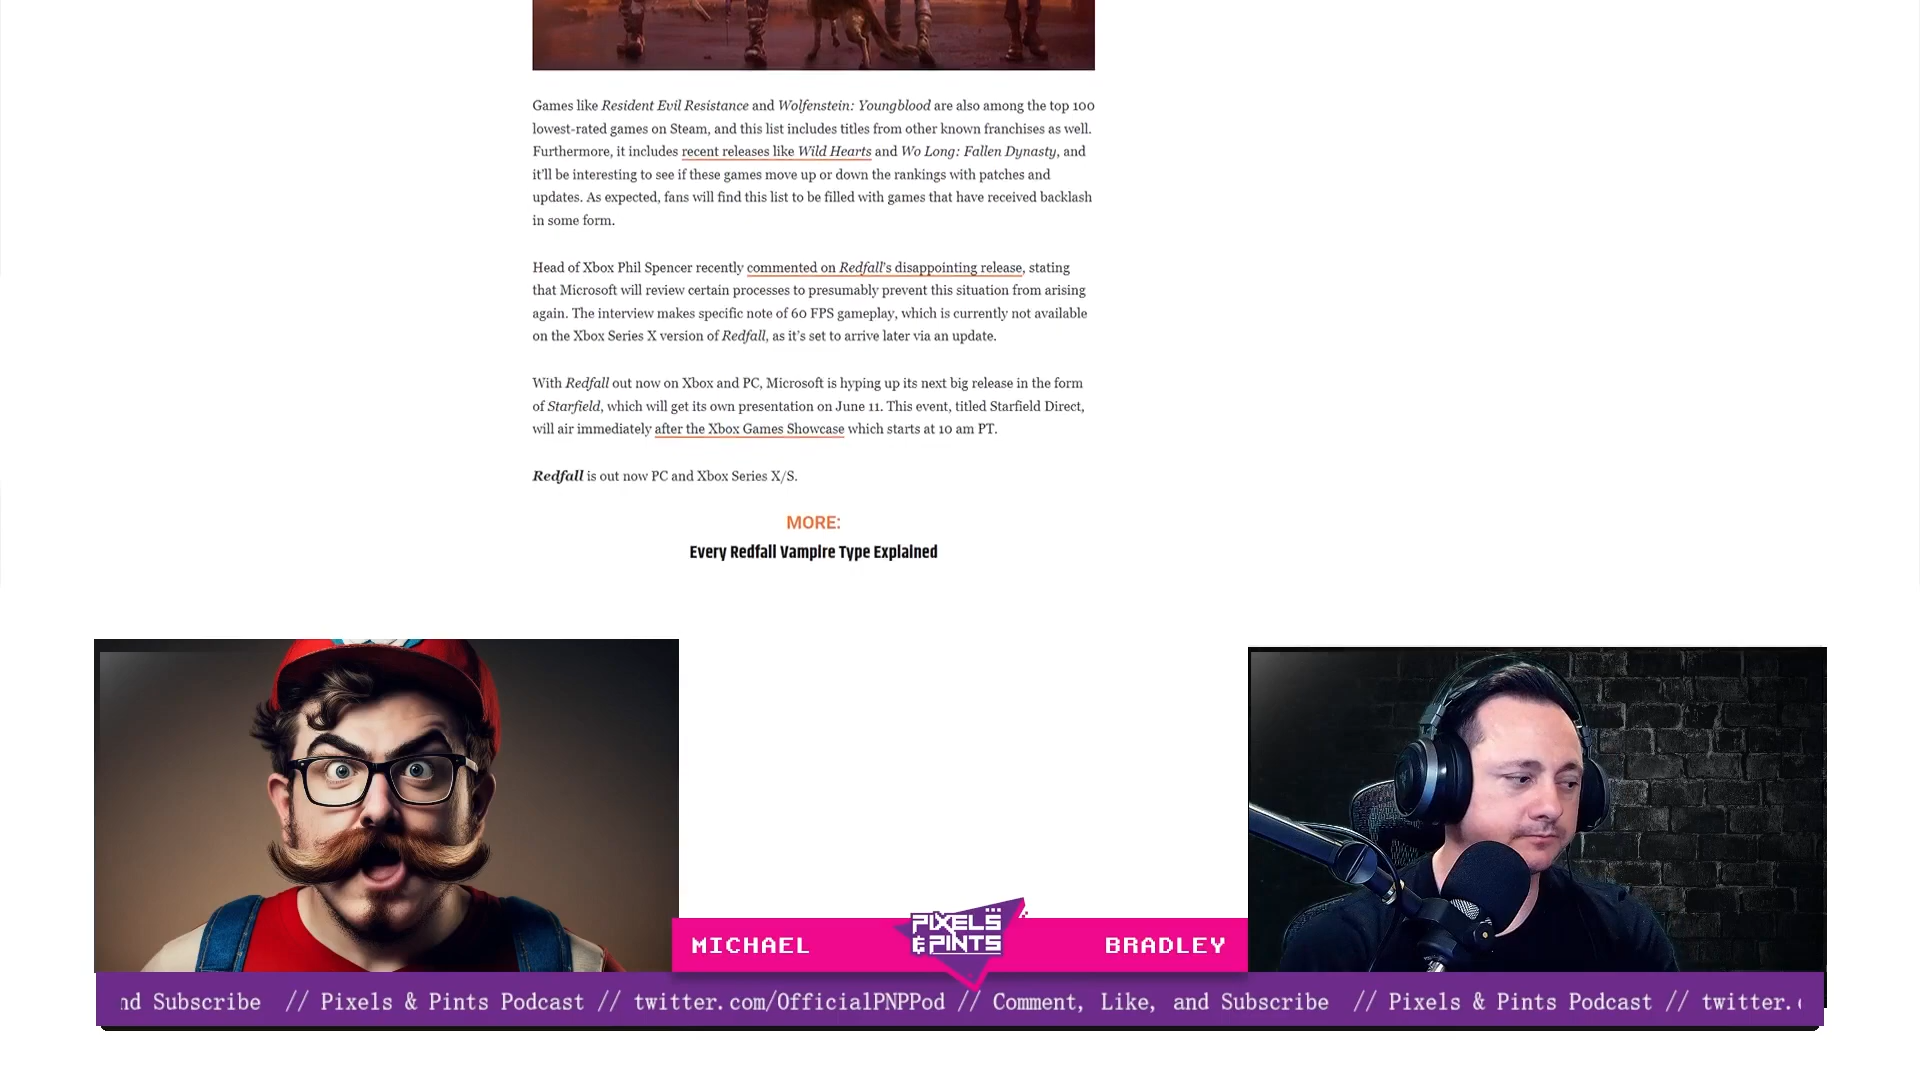 Games like Resident Evil Resistance and Wolfenstein: Youngblood are also among the top 100
lowest-rated games on Steam, and this list includes titles from other known franchises as well.
Furthermore, it includes recent releases like Wild Hearts and Wo Long: Fallen Dynasty, and
it’ll be interesting to see if these games move up or down the rankings with patches and
updates. As expected, fans will find this list to be filled with games that have received backlash
in some form.
Head of Xbox Phil Spencer recently commented on Redfall’s disappointing release, stating
that Microsoft will review certain processes to presumably prevent this situation from arising
again. The interview makes specific note of 60 FPS gameplay, which is currently not available
on the Xbox Series X version of Redfall, as it’s set to arrive later via an update.
With Redfall out now on Xbox and PC, Microsoft is hyping up its next big release in the form
of Starfield, which will get its own presentation on June 11. This event, titled Starfield Direct,
will air immediately after the Xbox Games Showcase which starts at 10 am PT.
Redfall is out now PC and Xbox Series X/S.
MORE:
Every Redfall Vampire Type Explained
PIXELS
& PINTS
MICHAEL
BRADLEY
nd Subscribe // Pixels & Pints Podcast // twitter.com/OfficialPNPPod // Comment, Like, and Subscribe // Pixels & Pints Podcast // twitter.